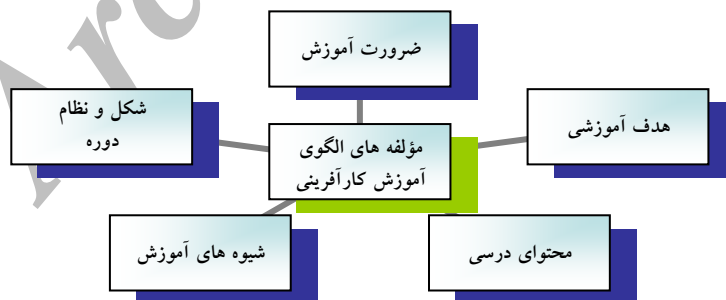 ضرورت آموزش
شکل و نظام
دوره
هدف آموزشی
مؤلفه های الگوی
آموزش کارآفرینی
شیوه های آموزش
محتوای درسی